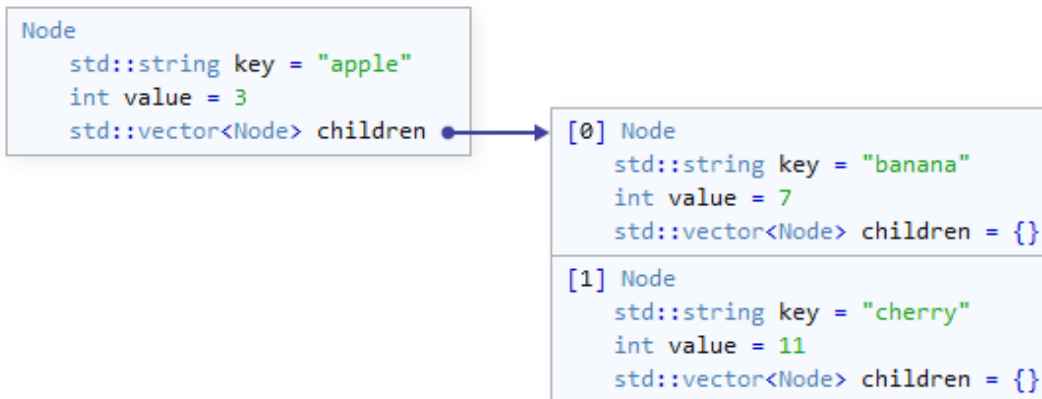 Node
std::string key = "apple"
int value = 3
std::vector<Node> children
[0] Node
std::string key = "banana"
int value = 7
std::vector<Node> children = {}
[1] Node
std::string key = "cherry"
int value = 11
std::vector<Node> children = {}